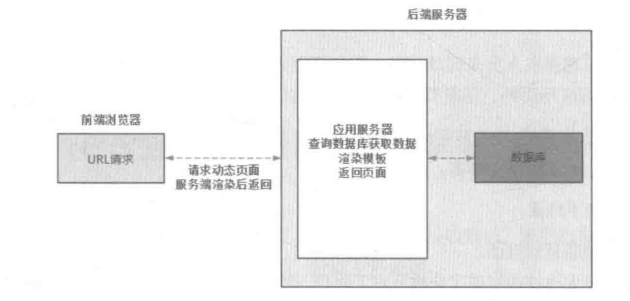 后端服务器
前端浏览器
URL请求
请求动态页面
服务端渲染后返回
应用服务器
查询数据库获取数据
渲染模板
返回页面
数据库